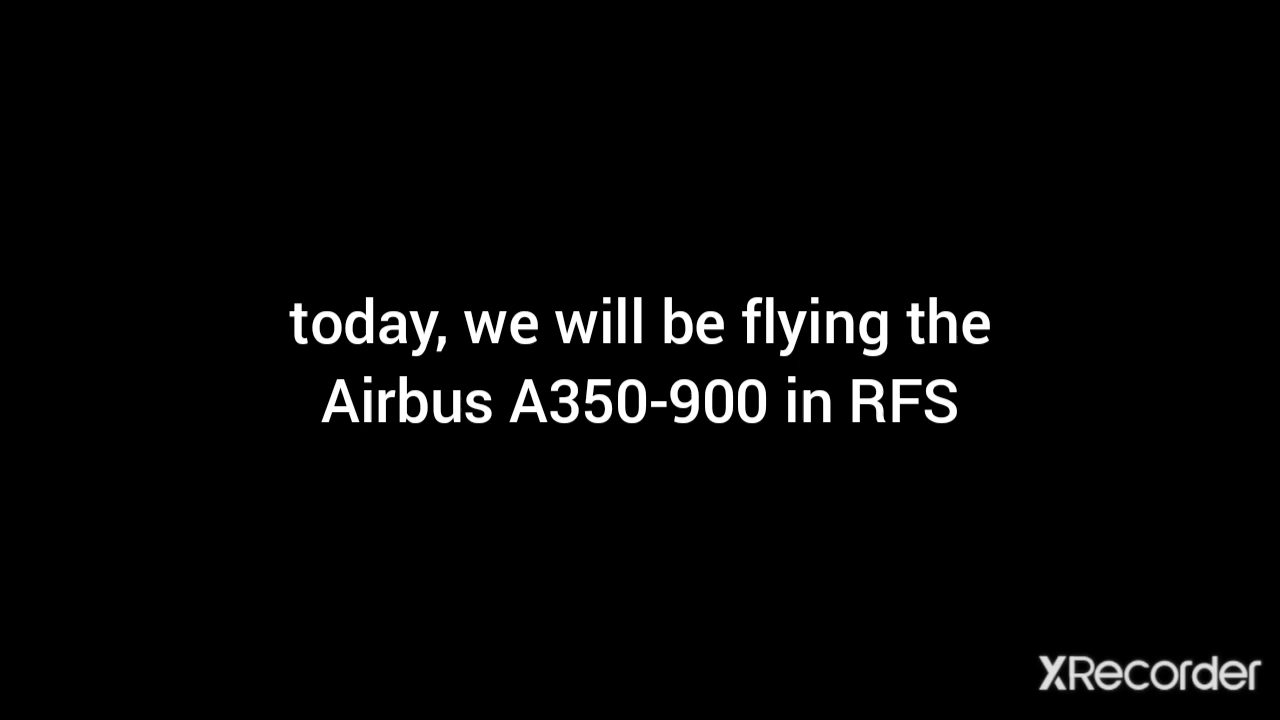 today, we will be flying the
Airbus A350-900 in RFS
XRecorder